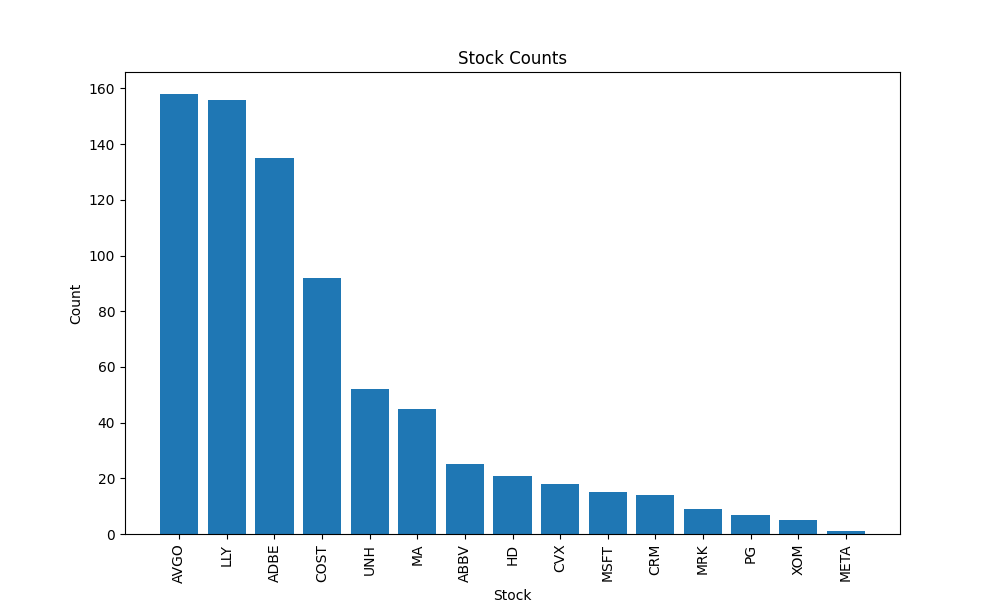 Stock Counts
Count
160
140
120
100
80
60
40
20
0
AVGO
LLY
ADBE
COST
UNH
MA
ABBV
HD
CVX
MSFT
CRM
MRK
PG
XOM
META
Stock